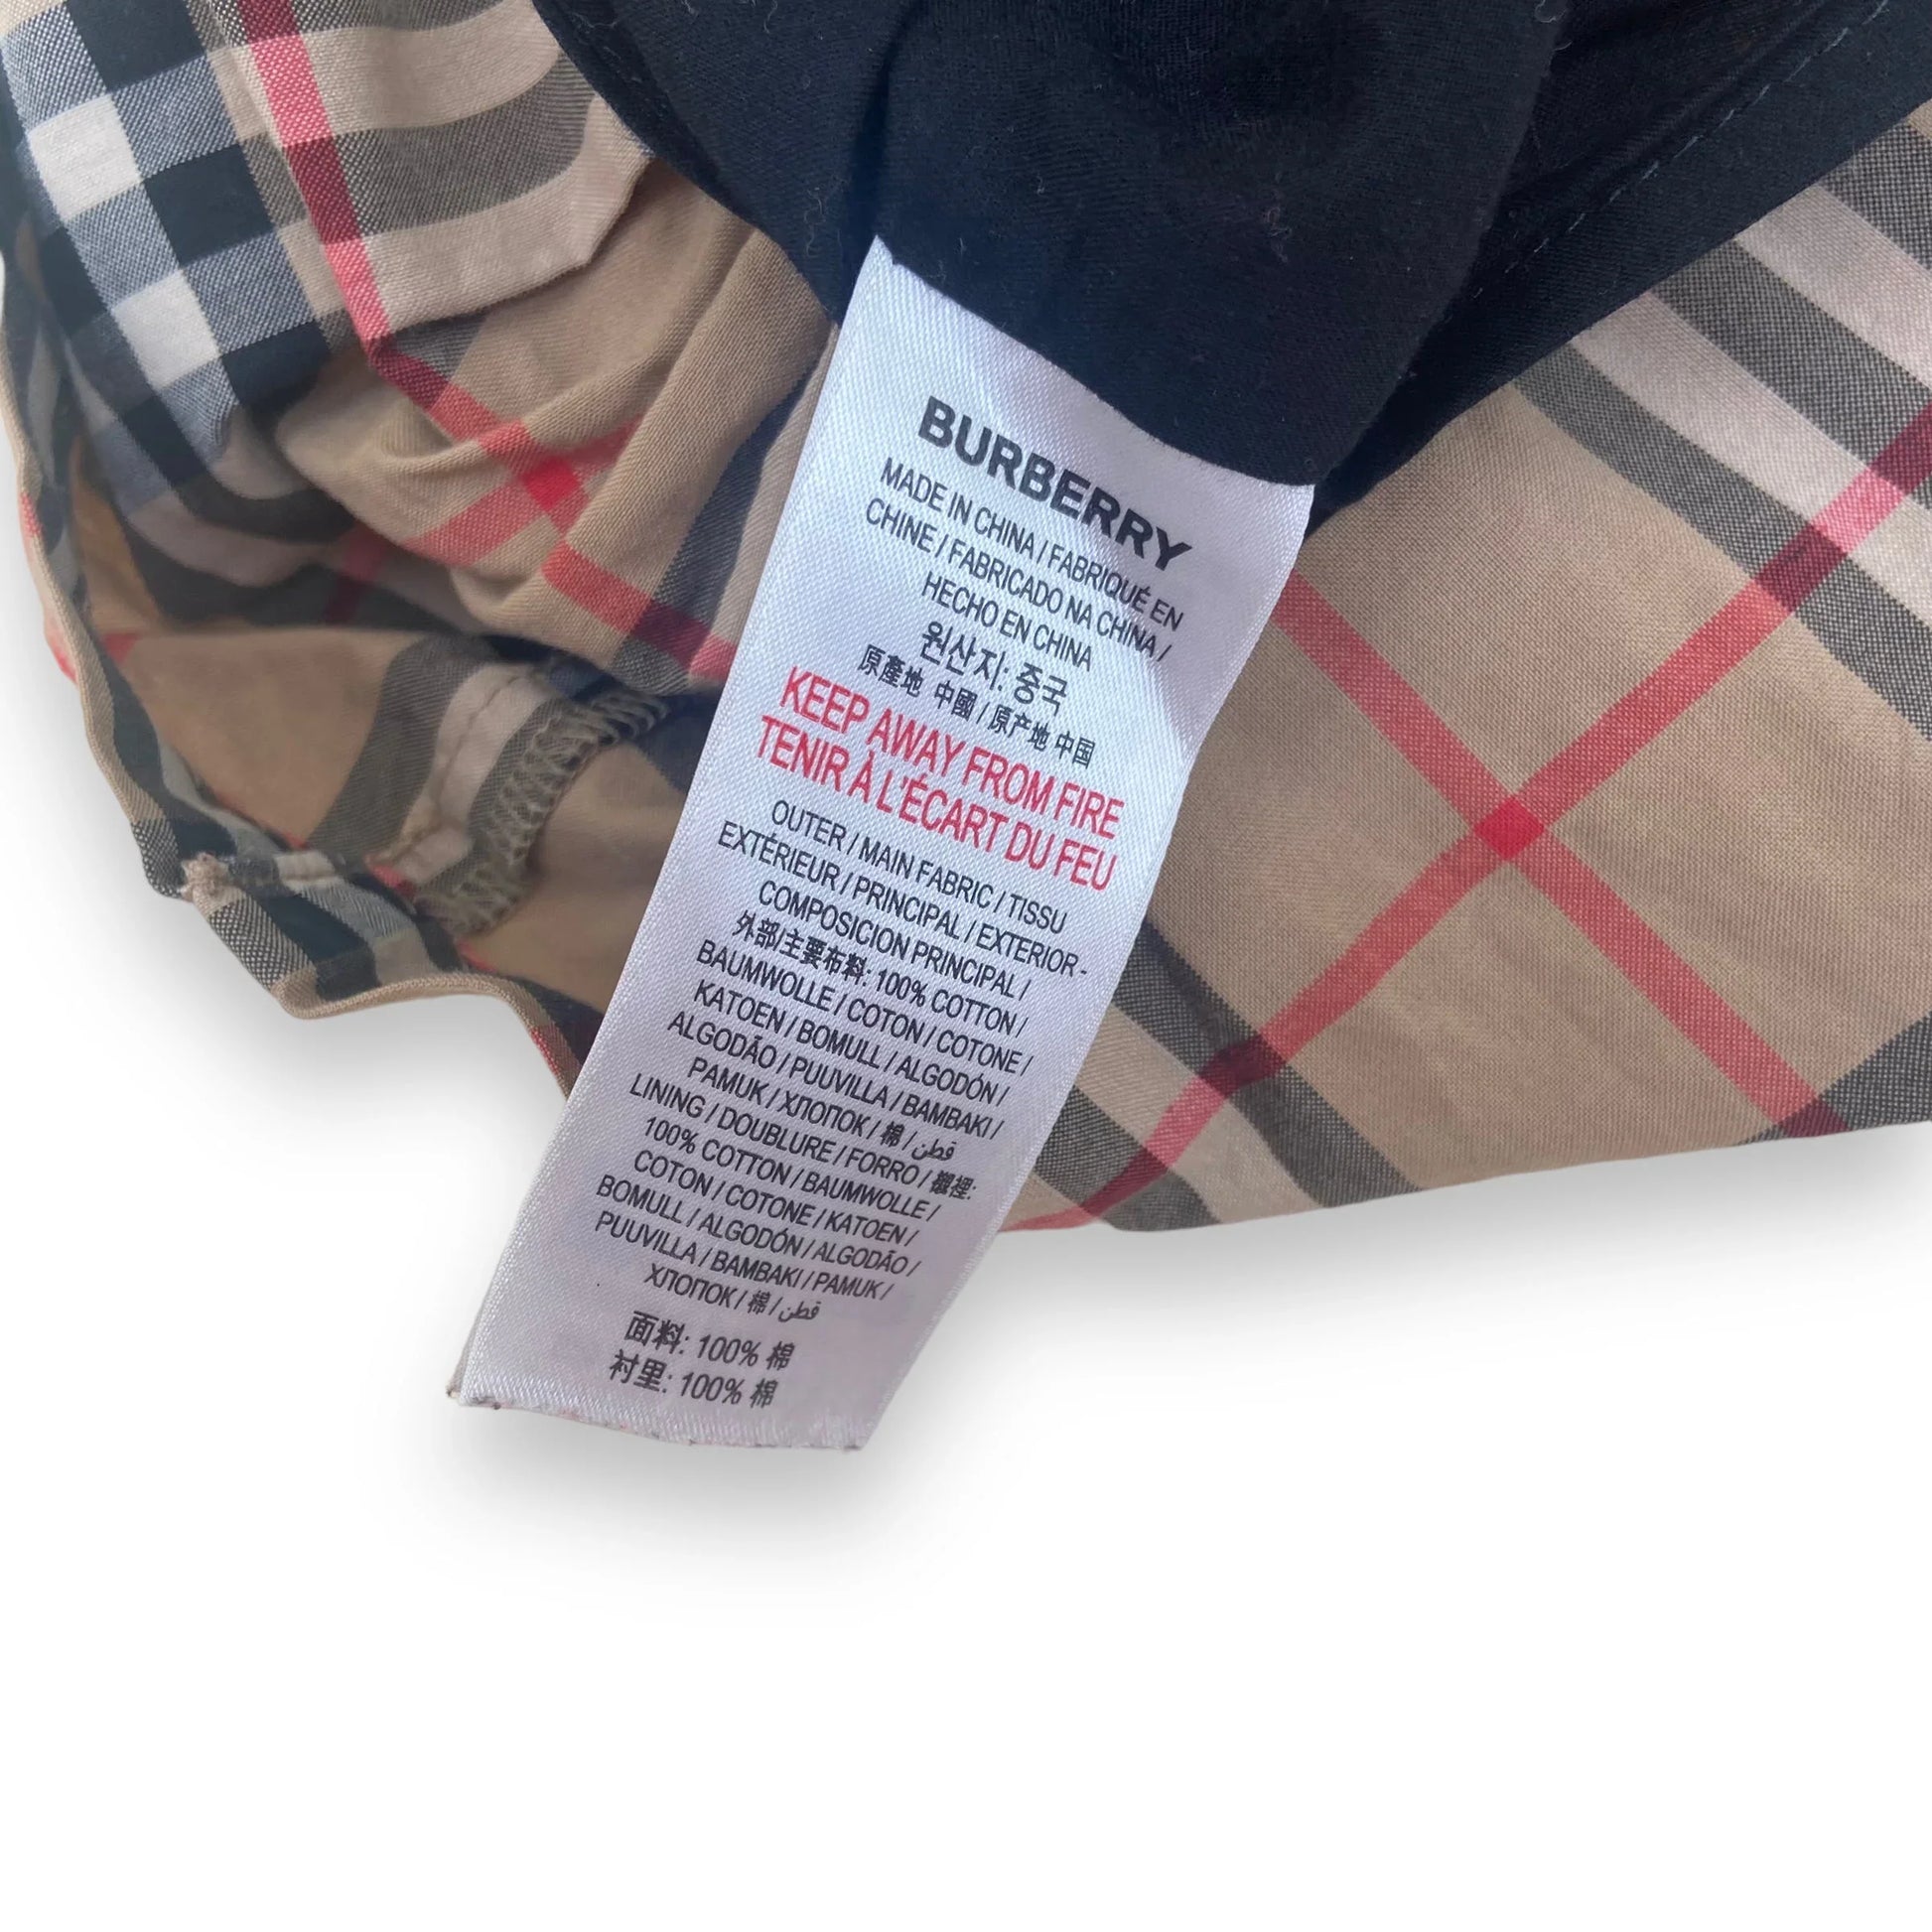 BURBERRY
MADE IN CHINA / FABRIQUÉ EN
CHINE / FABRICADO NA CHINA /
HECHO EN CHINA
원산지: 중국
原產地 中國 / 原产地 中国
KEEP AWAY FROM FIRE
TENIR À L'ÉCART DU FEU
OUTER / MAIN FABRIC / TISSU
EXTÉRIEUR / PRINCIPAL / EXTERIOR -
COMPOSICION PRINCIPAL /
外部/主要布料: 100% COTTON /
BAUMWOLLE / COTON / COTONE /
KATOEN / BOMULL / ALGODÓN /
ALGODÃO / PUUVILLA / BAMBAKI /
PAMUK / ХЛОПОК / 棉 / قطن
LINING / DOUBLURE / FORRO / 襯裡:
100% COTTON / BAUMWOLLE /
COTON / COTONE / KATOEN /
BOMULL / ALGODÓN / ALGODÃO /
PUUVILLA / BAMBAKI / PAMUK /
ХЛОПОК / 棉 / قطن
面料: 100% 棉
衬里: 100% 棉